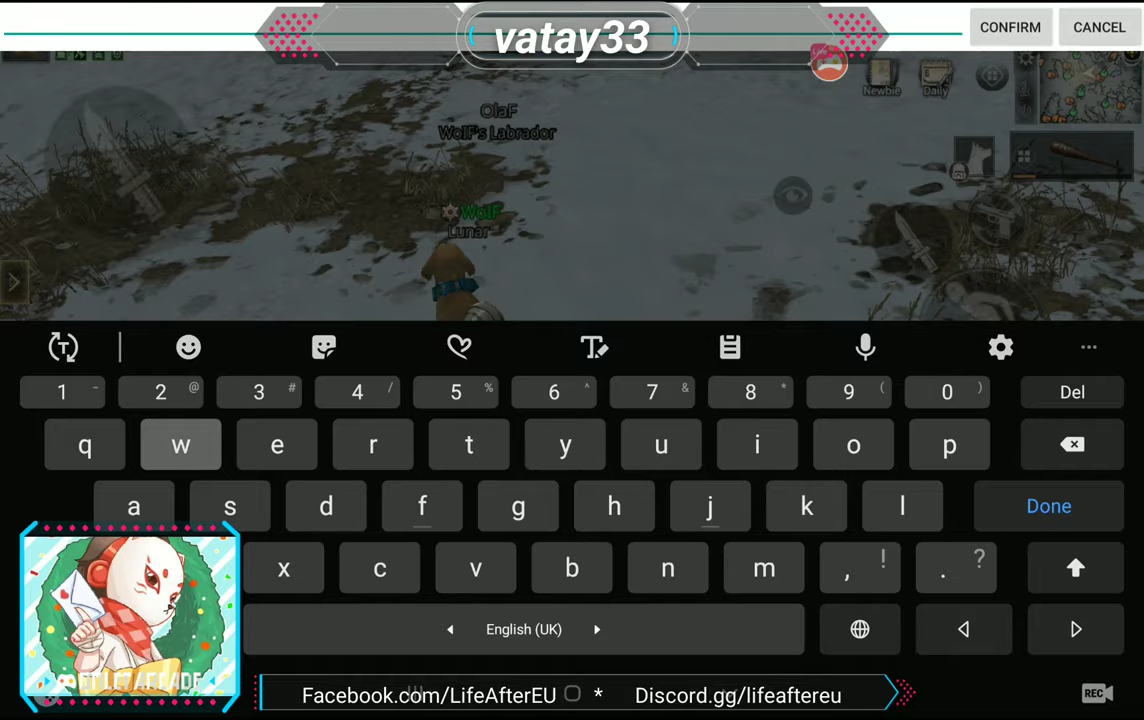 vatay33
CONFIRM CANCEL
Life
Newbie Daily
OlaF
WolF's Labrador
WolF
Lunar
T
1 - 2 @ 3 # 4 / 5 % 6 ^ 7 & 8 * 9 ( 0 ) Del
q w e r t y u i o p
a s d f g h j k l Done
x c v b n m , ! . ?
English (UK)
Facebook.com/LifeAfterEU * Discord.gg/lifeaftereu
REC